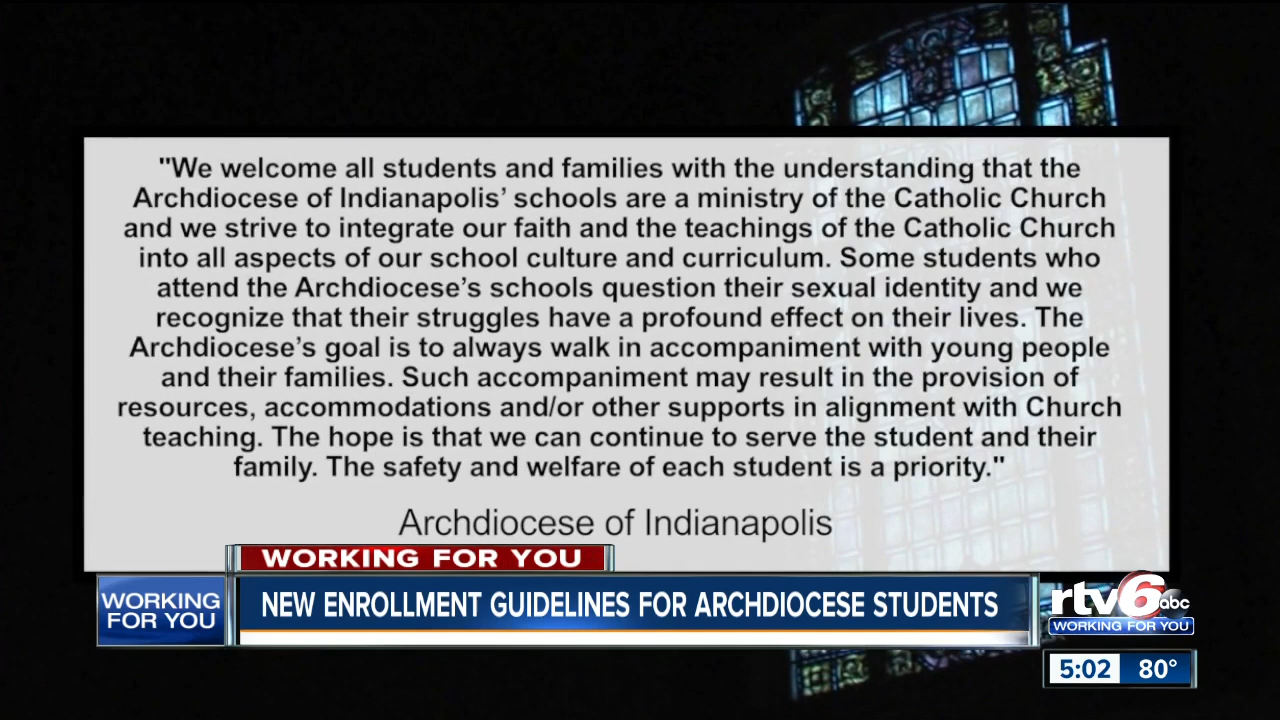 "We welcome all students and families with the understanding that the
Archdiocese of Indianapolis' schools are a ministry of the Catholic Church
and we strive to integrate our faith and the teachings of the Catholic Church
into all aspects of our school culture and curriculum. Some students who
attend the Archdiocese's schools question their sexual identity and we
recognize that their struggles have a profound effect on their lives. The
Archdiocese's goal is to always walk in accompaniment with young people
and their families. Such accompaniment may result in the provision of
resources, accommodations and/or other supports in alignment with Church
teaching. The hope is that we can continue to serve the student and their
family. The safety and welfare of each student is a priority."
Archdiocese of Indianapolis
WORKING FOR YOU
WORKING
FOR YOU
NEW ENROLLMENT GUIDELINES FOR ARCHDIOCESE STUDENTS
rtv6 abc
WORKING FOR YOU
5:02 80°